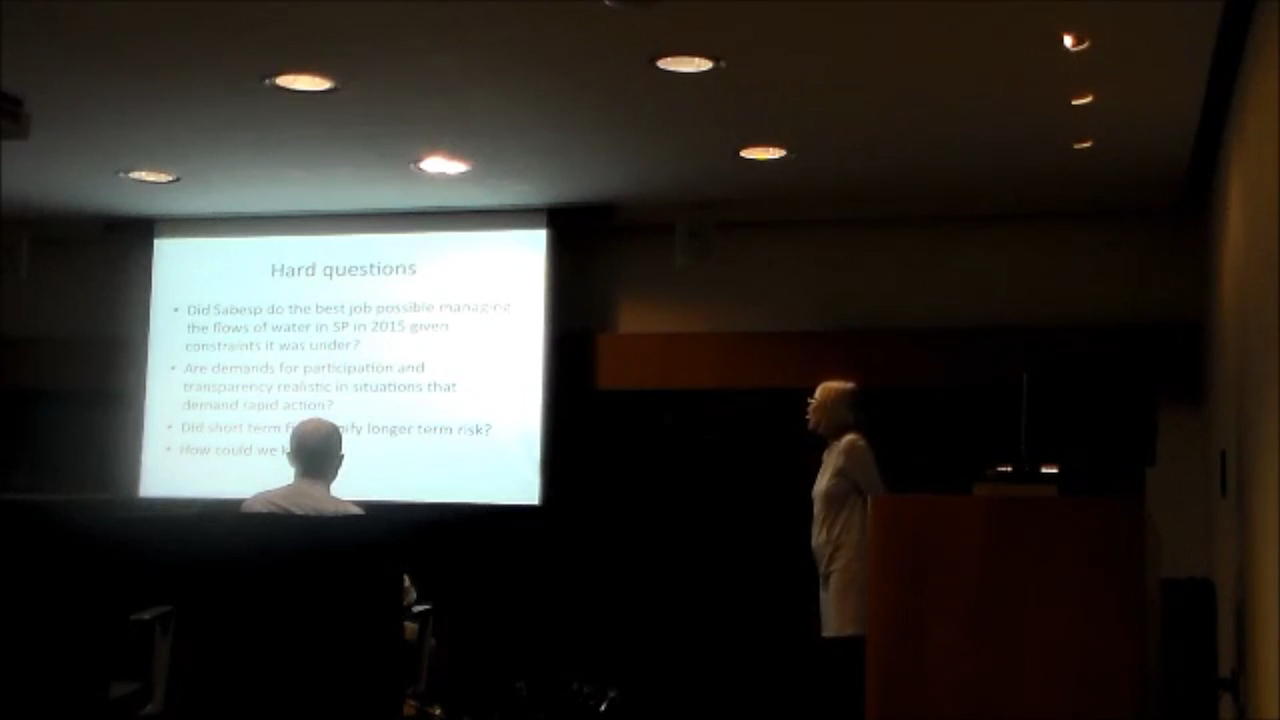 Hard questions
• Did Sabesp do the best job possible managing
the flows of water in SP in 2015 given
constraints it was under?
• Are demands for participation and
transparency realistic in situations that
demand rapid action?
• Did short term longer term risk?
• How could we